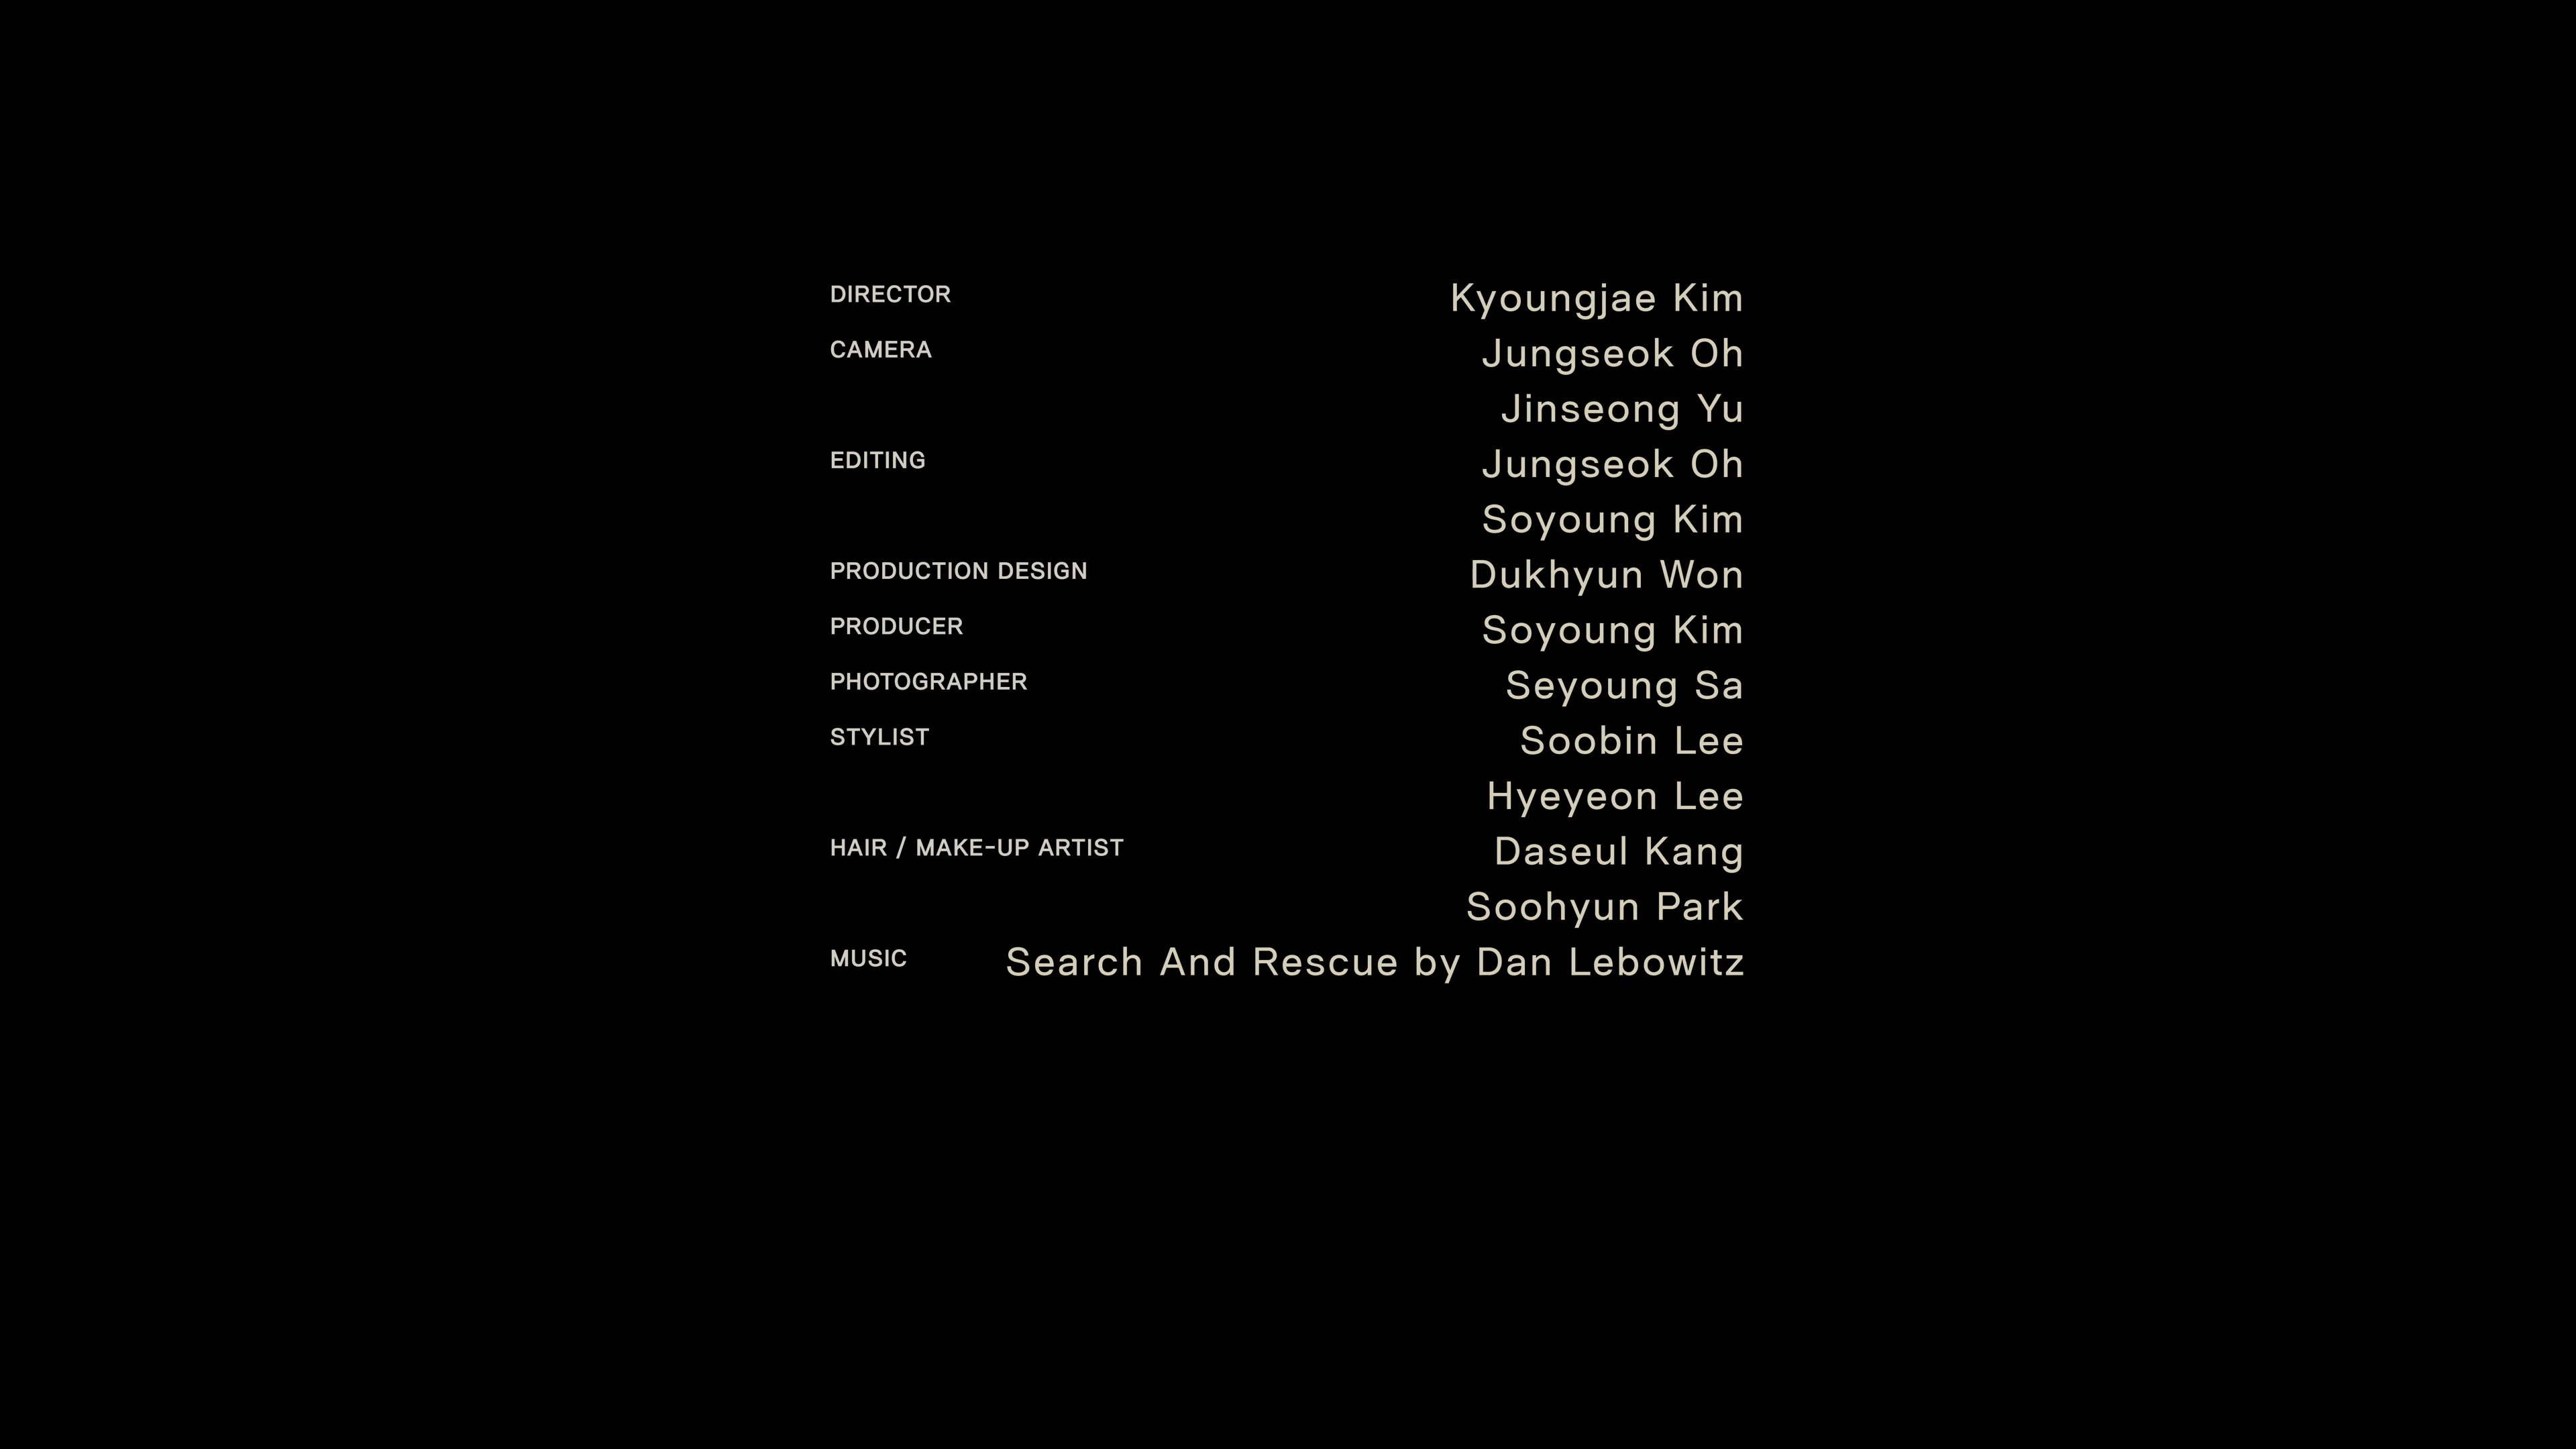 DIRECTOR Kyoungjae Kim
CAMERA Jungseok Oh
Jinseong Yu
EDITING Jungseok Oh
Soyoung Kim
PRODUCTION DESIGN Dukhyun Won
PRODUCER Soyoung Kim
PHOTOGRAPHER Seyoung Sa
STYLIST Soobin Lee
Hyeyeon Lee
HAIR / MAKE-UP ARTIST Daseul Kang
Soohyun Park
MUSIC Search And Rescue by Dan Lebowitz